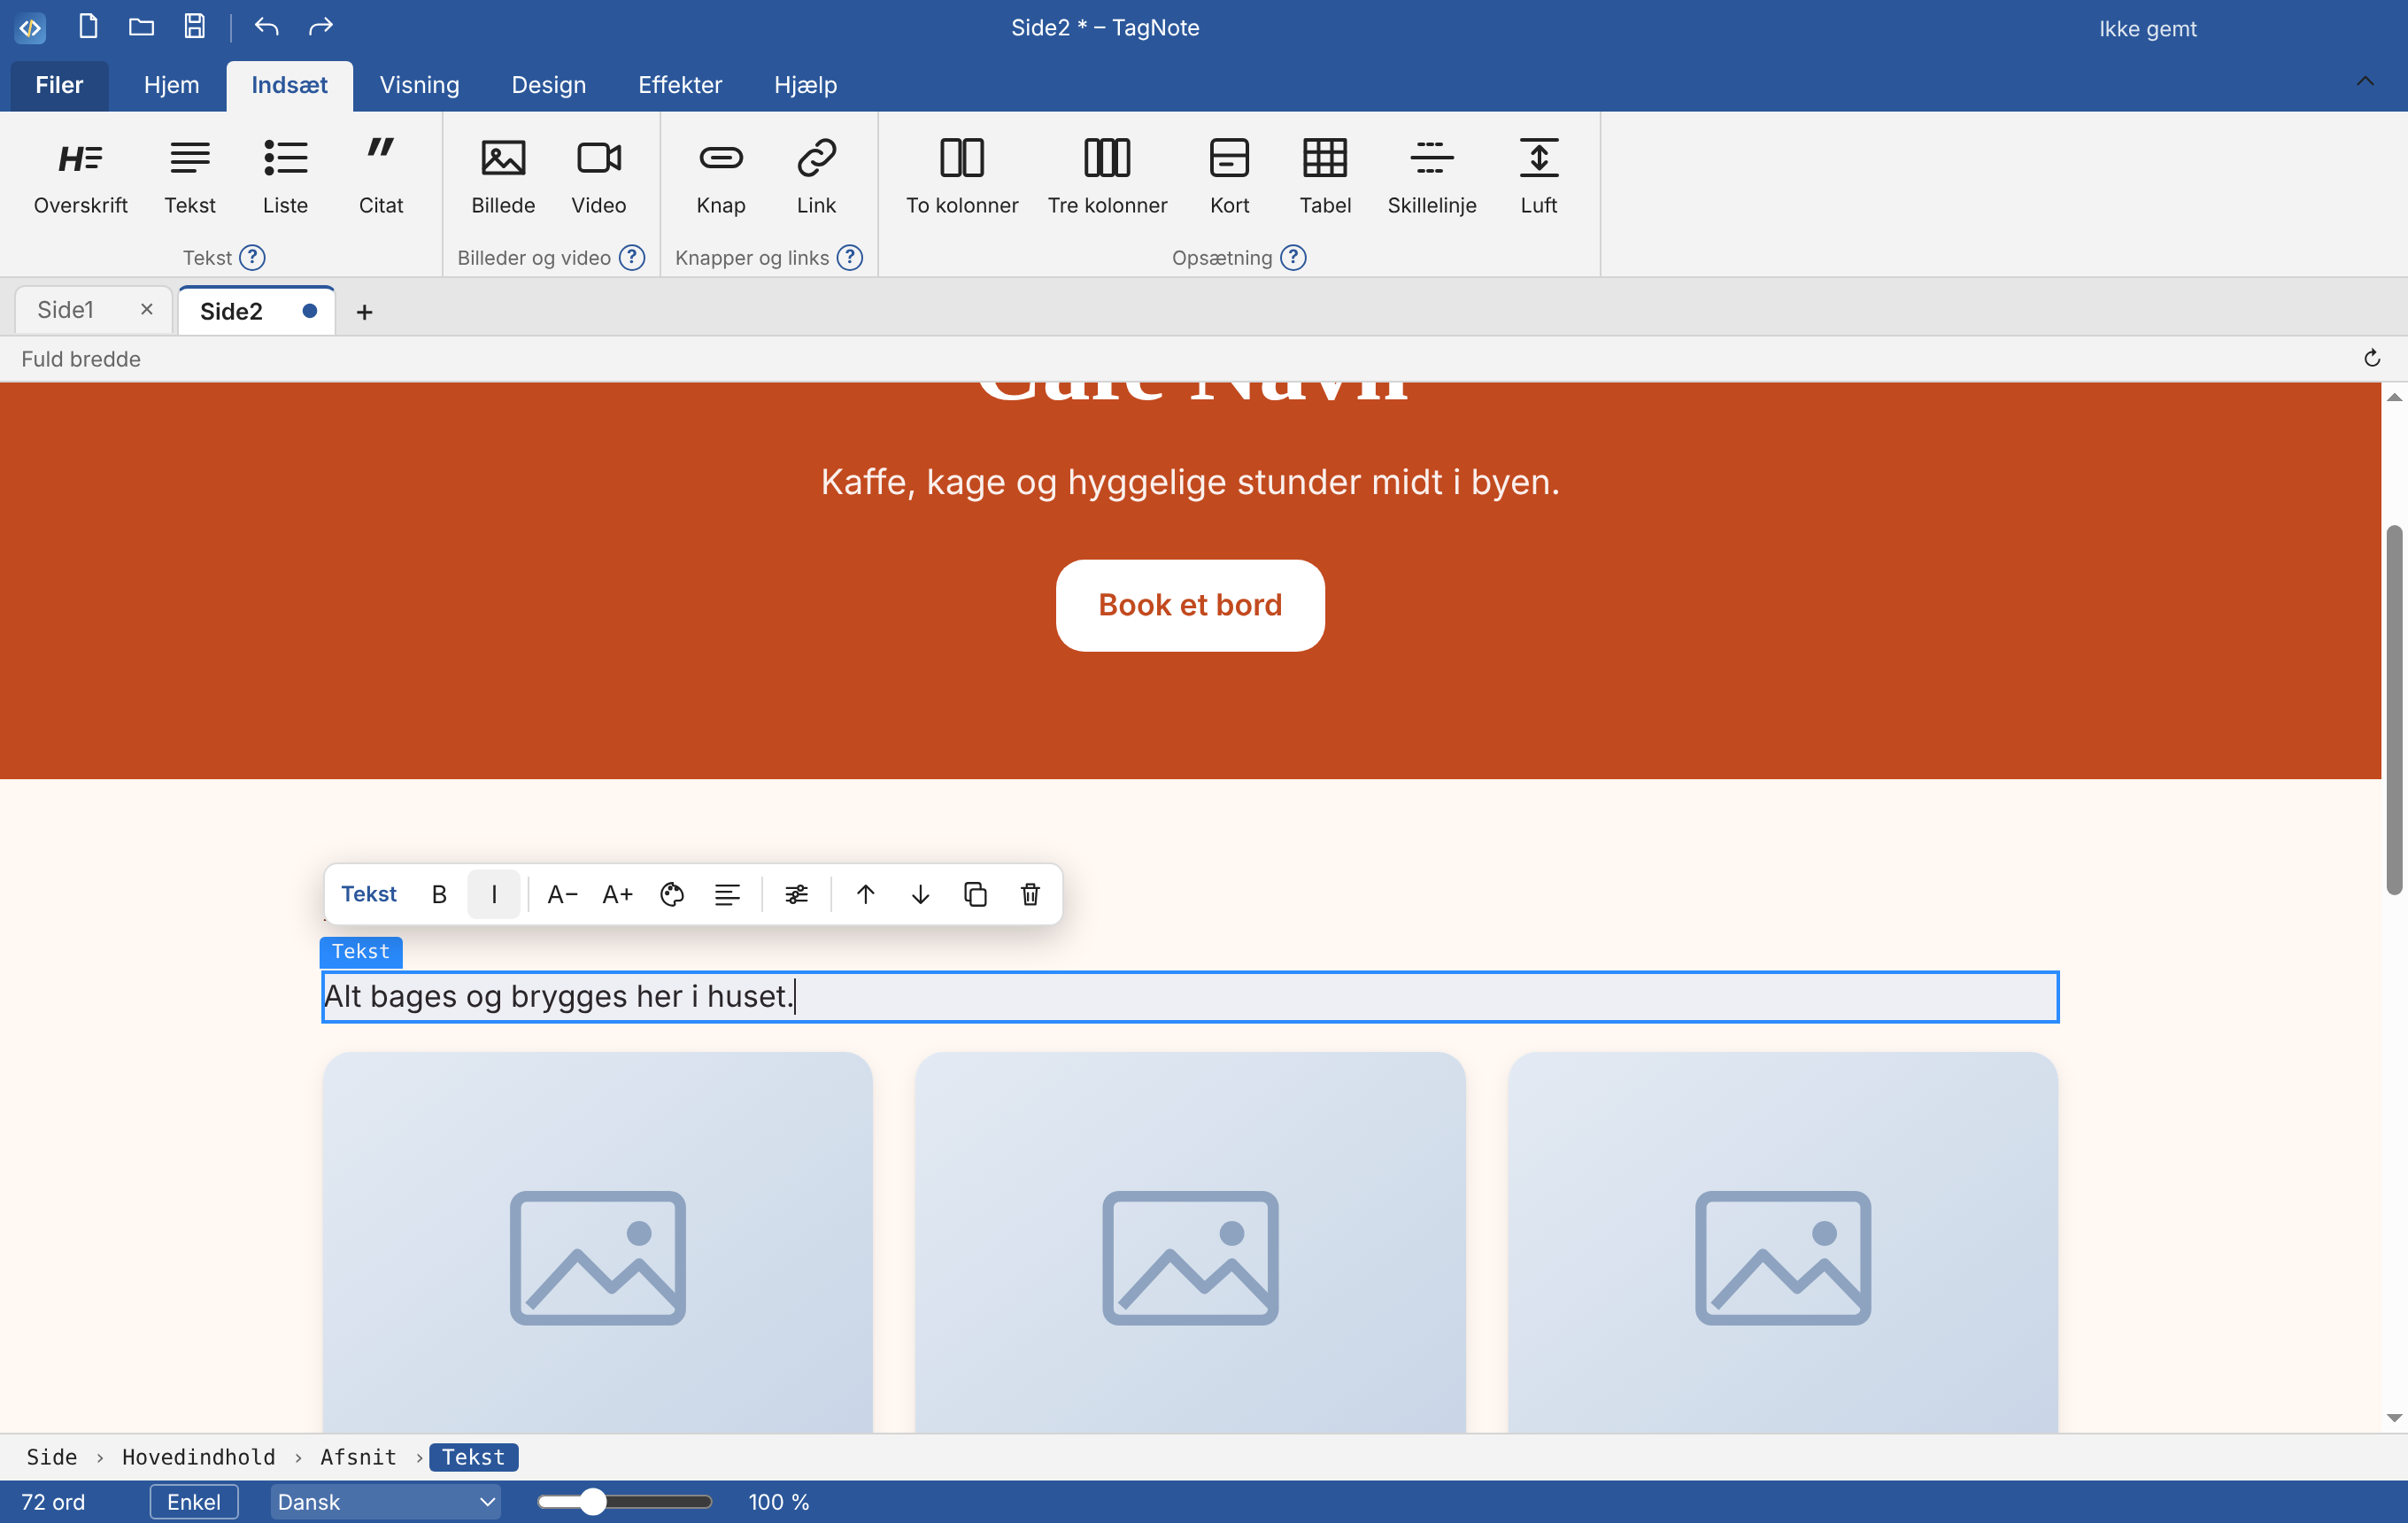 Side2 * – TagNote
Ikke gemt
Filer Hjem Indsæt Visning Design Effekter Hjælp
Overskrift Tekst Liste Citat Billede Video Knap Link To kolonner Tre kolonner Kort Tabel Skillelinje Luft
Tekst ? Billeder og video ? Knapper og links ? Opsætning ?
Side1 × Side2 +
Fuld bredde
Café Navn
Kaffe, kage og hyggelige stunder midt i byen.
Book et bord
Tekst B I A− A+
Tekst
Alt bages og brygges her i huset.
Side › Hovedindhold › Afsnit › Tekst
72 ord Enkel Dansk 100 %